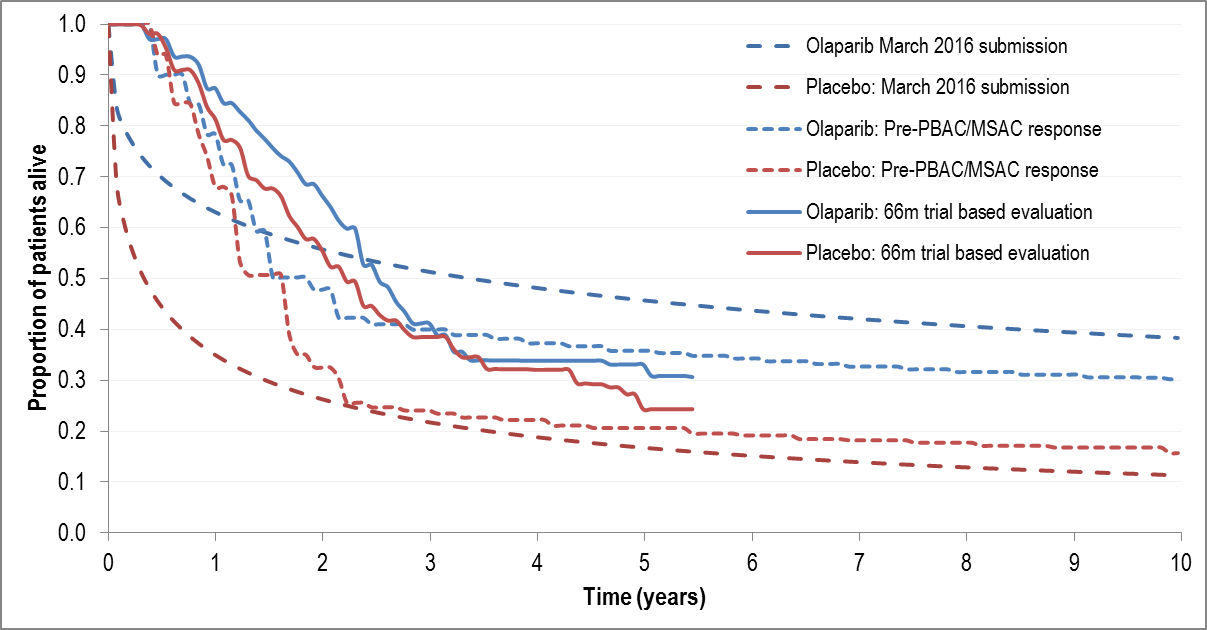 1.0
0.9
0.8
0.7
0.6
0.5
0.4
0.3
0.2
0.1
0.0
Proportion of patients alive
Olaparib March 2016 submission
Placebo: March 2016 submission
Olaparib: Pre-PBAC/MSAC response
Placebo: Pre-PBAC/MSAC response
Olaparib: 66m trial based evaluation
Placebo: 66m trial based evaluation
0 1 2 3 4 5 6 7 8 9 10
Time (years)